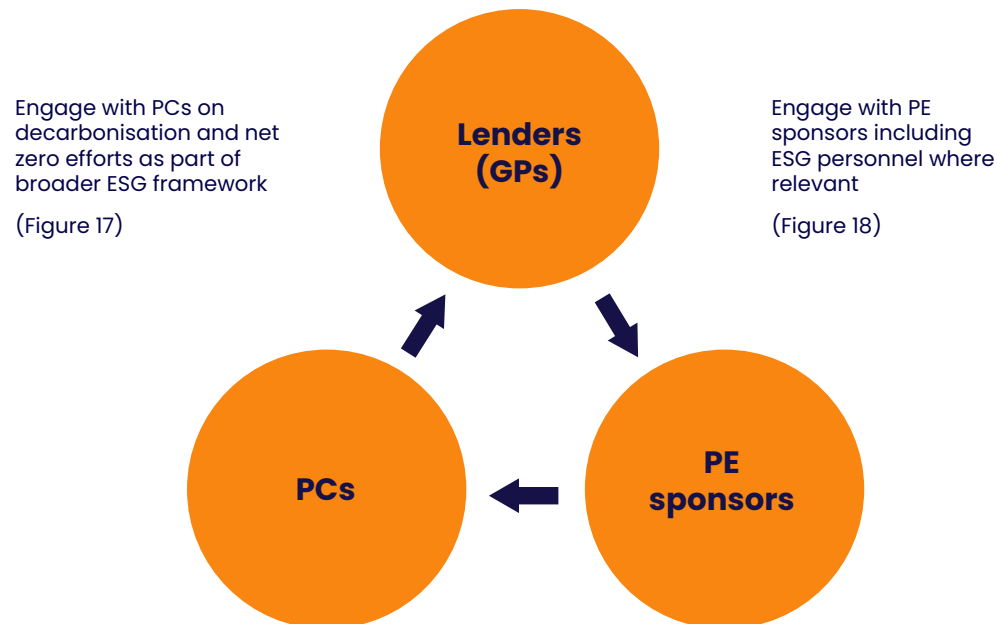 Engage with PCs on
decarbonisation and net
zero efforts as part of
broader ESG framework
(Figure 17)
Lenders
(GPs)
Engage with PE
sponsors including
ESG personnel where
relevant
(Figure 18)
PCs
PE
sponsors